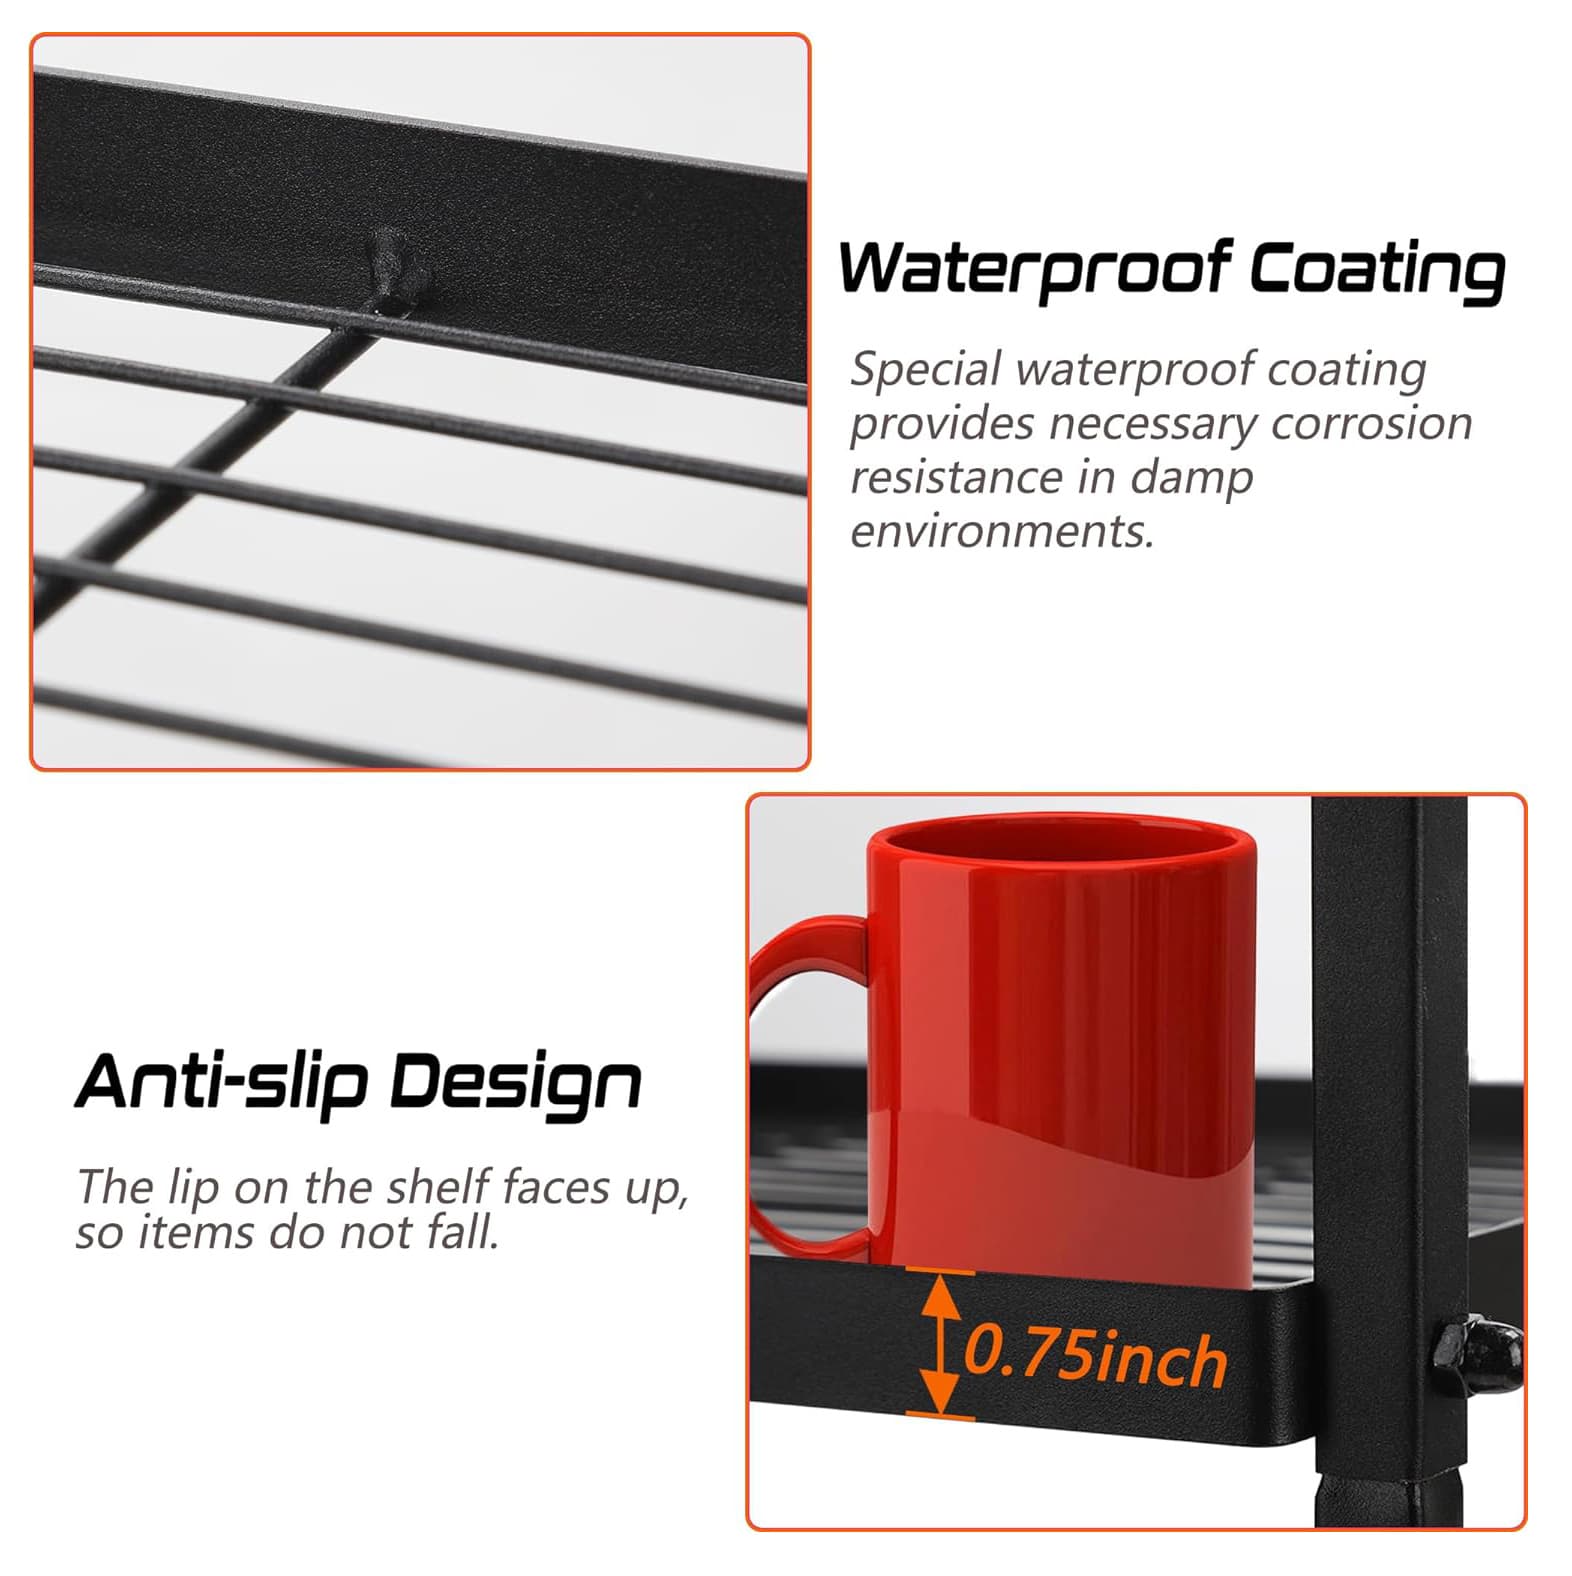 Waterproof Coating
Special waterproof coating
provides necessary corrosion
resistance in damp
environments.
Anti-slip Design
The lip on the shelf faces up,
so items do not fall.
0.75inch